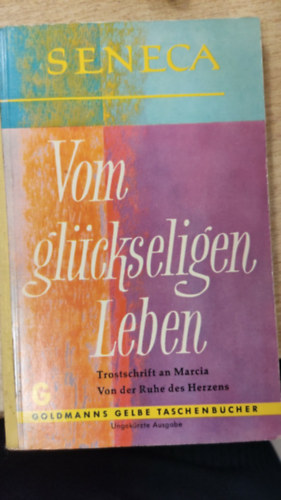 SENECA
Vom
glückseligen
Leben
Trostschrift an Marcia
Von der Ruhe des Herzens
G
GOLDMANNS GELBE TASCHENBÜCHER
Ungekürzte Ausgabe